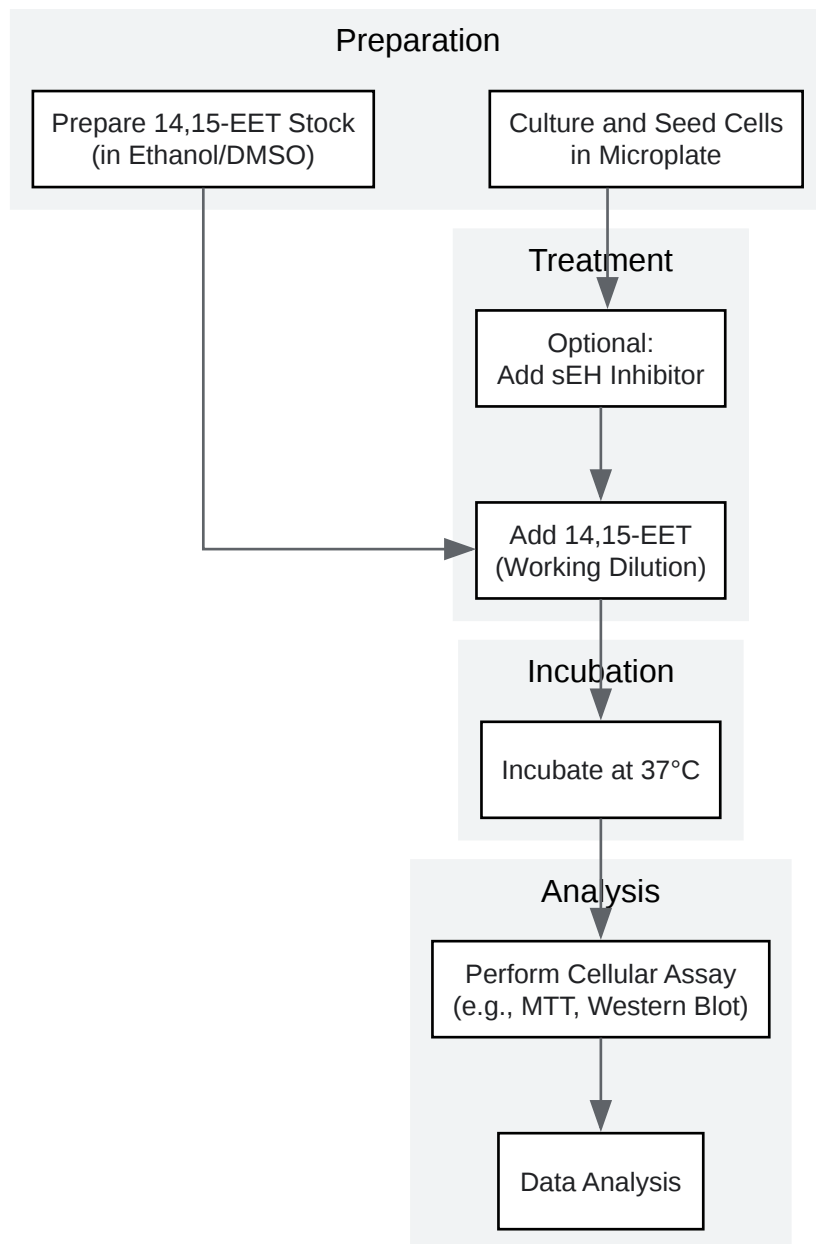 Preparation
Prepare 14,15-EET Stock
(in Ethanol/DMSO)
Culture and Seed Cells
in Microplate
Treatment
Optional:
Add sEH Inhibitor
Add 14,15-EET
(Working Dilution)
Incubation
Incubate at 37°C
Analysis
Perform Cellular Assay
(e.g., MTT, Western Blot)
Data Analysis